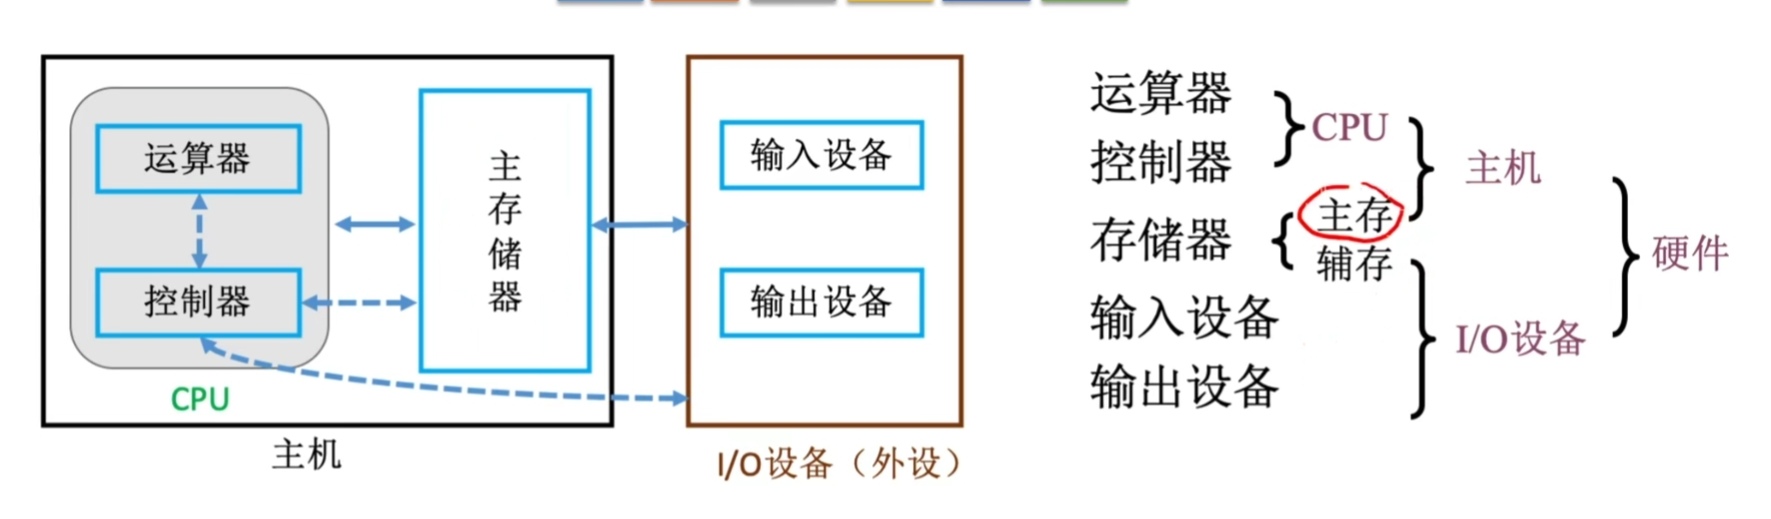 运算器
控制器
CPU
主机
主存储器
输入设备
输出设备
I/O设备（外设）
运算器
控制器
CPU
主机
存储器
主存
辅存
输入设备
输出设备
I/O设备
硬件